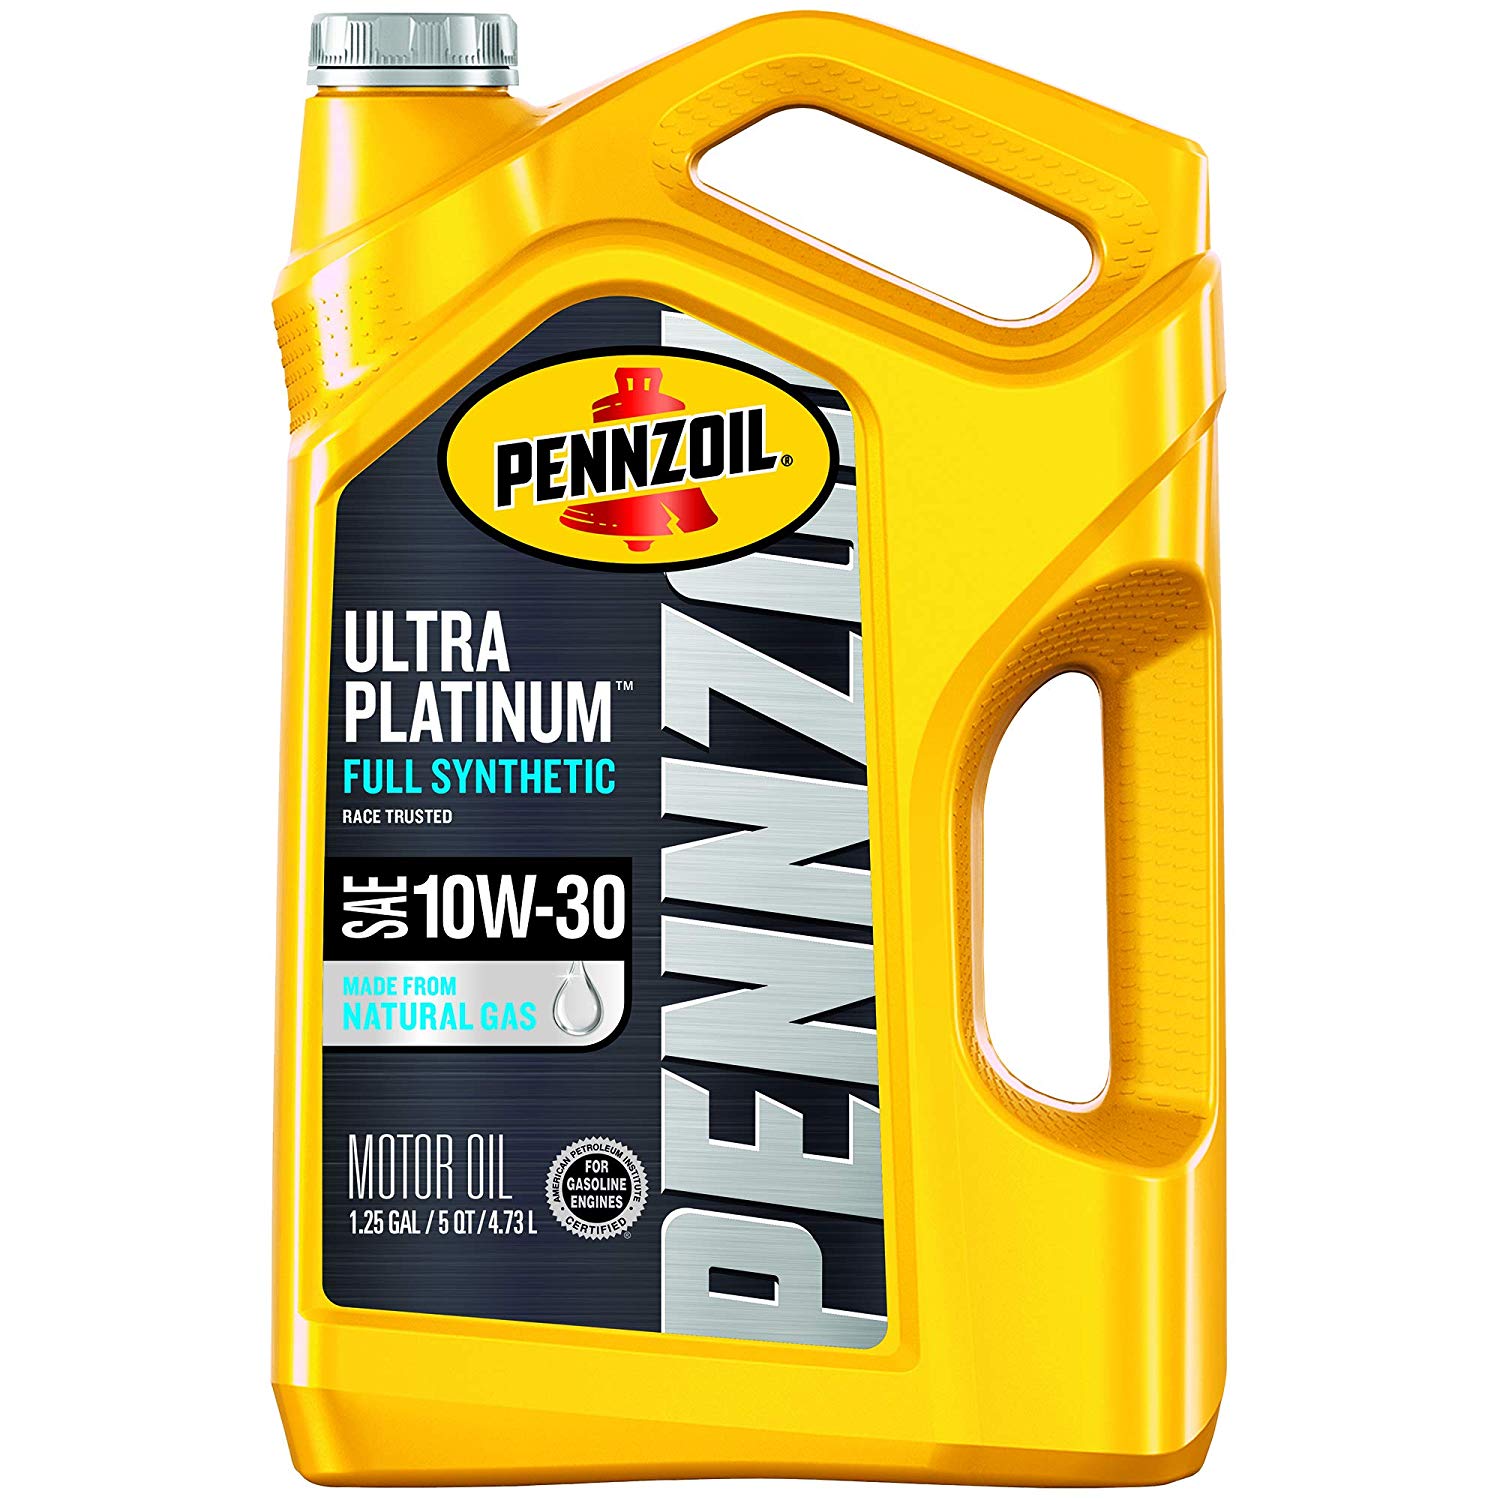 PENNZOIL®
ULTRA
PLATINUM™
FULL SYNTHETIC
RACE TRUSTED
SAE 10W-30
MADE FROM
NATURAL GAS
MOTOR OIL
1.25 GAL / 5 QT / 4.73 L
AMERICAN PETROLEUM INSTITUTE
FOR
GASOLINE
ENGINES
CERTIFIED®
PENNZOIL